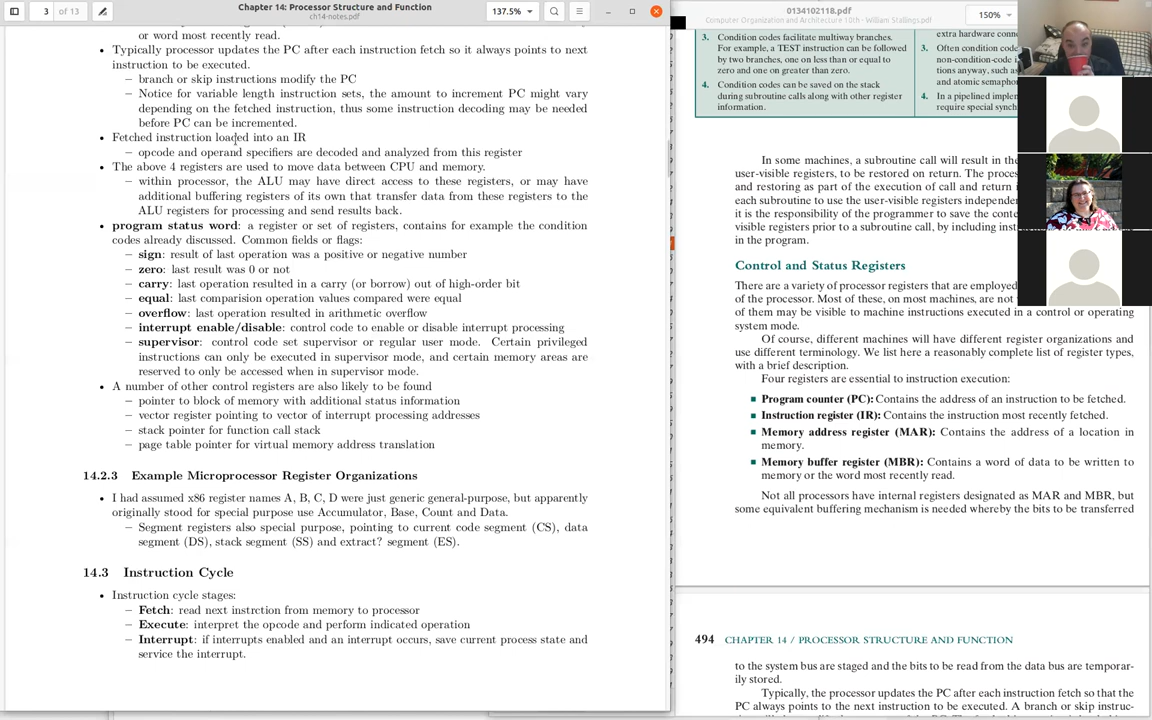 3 of 13
Chapter 14: Processor Structure and Function
ch14-notes.pdf
137.5%
or word most recently read.
• Typically processor updates the PC after each instruction fetch so it always points to next
instruction to be executed.
– branch or skip instructions modify the PC
– Notice for variable length instruction sets, the amount to increment PC might vary
depending on the fetched instruction, thus some instruction decoding may be needed
before PC can be incremented.
• Fetched instruction loaded into an IR
– opcode and operand specifiers are decoded and analyzed from this register
• The above 4 registers are used to move data between CPU and memory.
– within processor, the ALU may have direct access to these registers, or may have
additional buffering registers of its own that transfer data from these registers to the
ALU registers for processing and send results back.
• program status word: a register or set of registers, contains for example the condition
codes already discussed. Common fields or flags:
– sign: result of last operation was a positive or negative number
– zero: last result was 0 or not
– carry: last operation resulted in a carry (or borrow) out of high-order bit
– equal: last comparision operation values compared were equal
– overflow: last operation resulted in arithmetic overflow
– interrupt enable/disable: control code to enable or disable interrupt processing
– supervisor: control code set supervisor or regular user mode. Certain privileged
instructions can only be executed in supervisor mode, and certain memory areas are
reserved to only be accessed when in supervisor mode.
• A number of other control registers are also likely to be found
– pointer to block of memory with additional status information
– vector register pointing to vector of interrupt processing addresses
– stack pointer for function call stack
– page table pointer for virtual memory address translation
14.2.3 Example Microprocessor Register Organizations
• I had assumed x86 register names A, B, C, D were just generic general-purpose, but apparently
originally stood for special purpose use Accumulator, Base, Count and Data.
– Segment registers also special purpose, pointing to current code segment (CS), data
segment (DS), stack segment (SS) and extract? segment (ES).
14.3 Instruction Cycle
• Instruction cycle stages:
– Fetch: read next instrction from memory to processor
– Execute: interpret the opcode and perform indicated operation
– Interrupt: if interrupts enabled and an interrupt occurs, save current process state and
service the interrupt.
0134102118.pdf
Computer Organization and Architecture 10th - William Stallings.pdf
150%
3. Condition codes facilitate multiway branches.
For example, a TEST instruction can be followed
by two branches, one on less than or equal to
zero and one on greater than zero.
4. Condition codes can be saved on the stack
during subroutine calls along with other register
information.
extra hardware conn
3. Often condition code
non-condition-code i
tions anyway, such as
and atomic semaphor
4. In a pipelined implem
require special synch
In some machines, a subroutine call will result in the
user-visible registers, to be restored on return. The proces
and restoring as part of the execution of call and return i
each subroutine to use the user-visible registers independen
it is the responsibility of the programmer to save the conte
visible registers prior to a subroutine call, by including inst
in the program.
Control and Status Registers
There are a variety of processor registers that are employed
of the processor. Most of these, on most machines, are not
of them may be visible to machine instructions executed in a control or operating
system mode.
Of course, different machines will have different register organizations and
use different terminology. We list here a reasonably complete list of register types,
with a brief description.
Four registers are essential to instruction execution:
■ Program counter (PC): Contains the address of an instruction to be fetched.
■ Instruction register (IR): Contains the instruction most recently fetched.
■ Memory address register (MAR): Contains the address of a location in
memory.
■ Memory buffer register (MBR): Contains a word of data to be written to
memory or the word most recently read.
Not all processors have internal registers designated as MAR and MBR, but
some equivalent buffering mechanism is needed whereby the bits to be transferred
494 CHAPTER 14 / PROCESSOR STRUCTURE AND FUNCTION
to the system bus are staged and the bits to be read from the data bus are temporar-
ily stored.
Typically, the processor updates the PC after each instruction fetch so that the
PC always points to the next instruction to be executed. A branch or skip instruc-